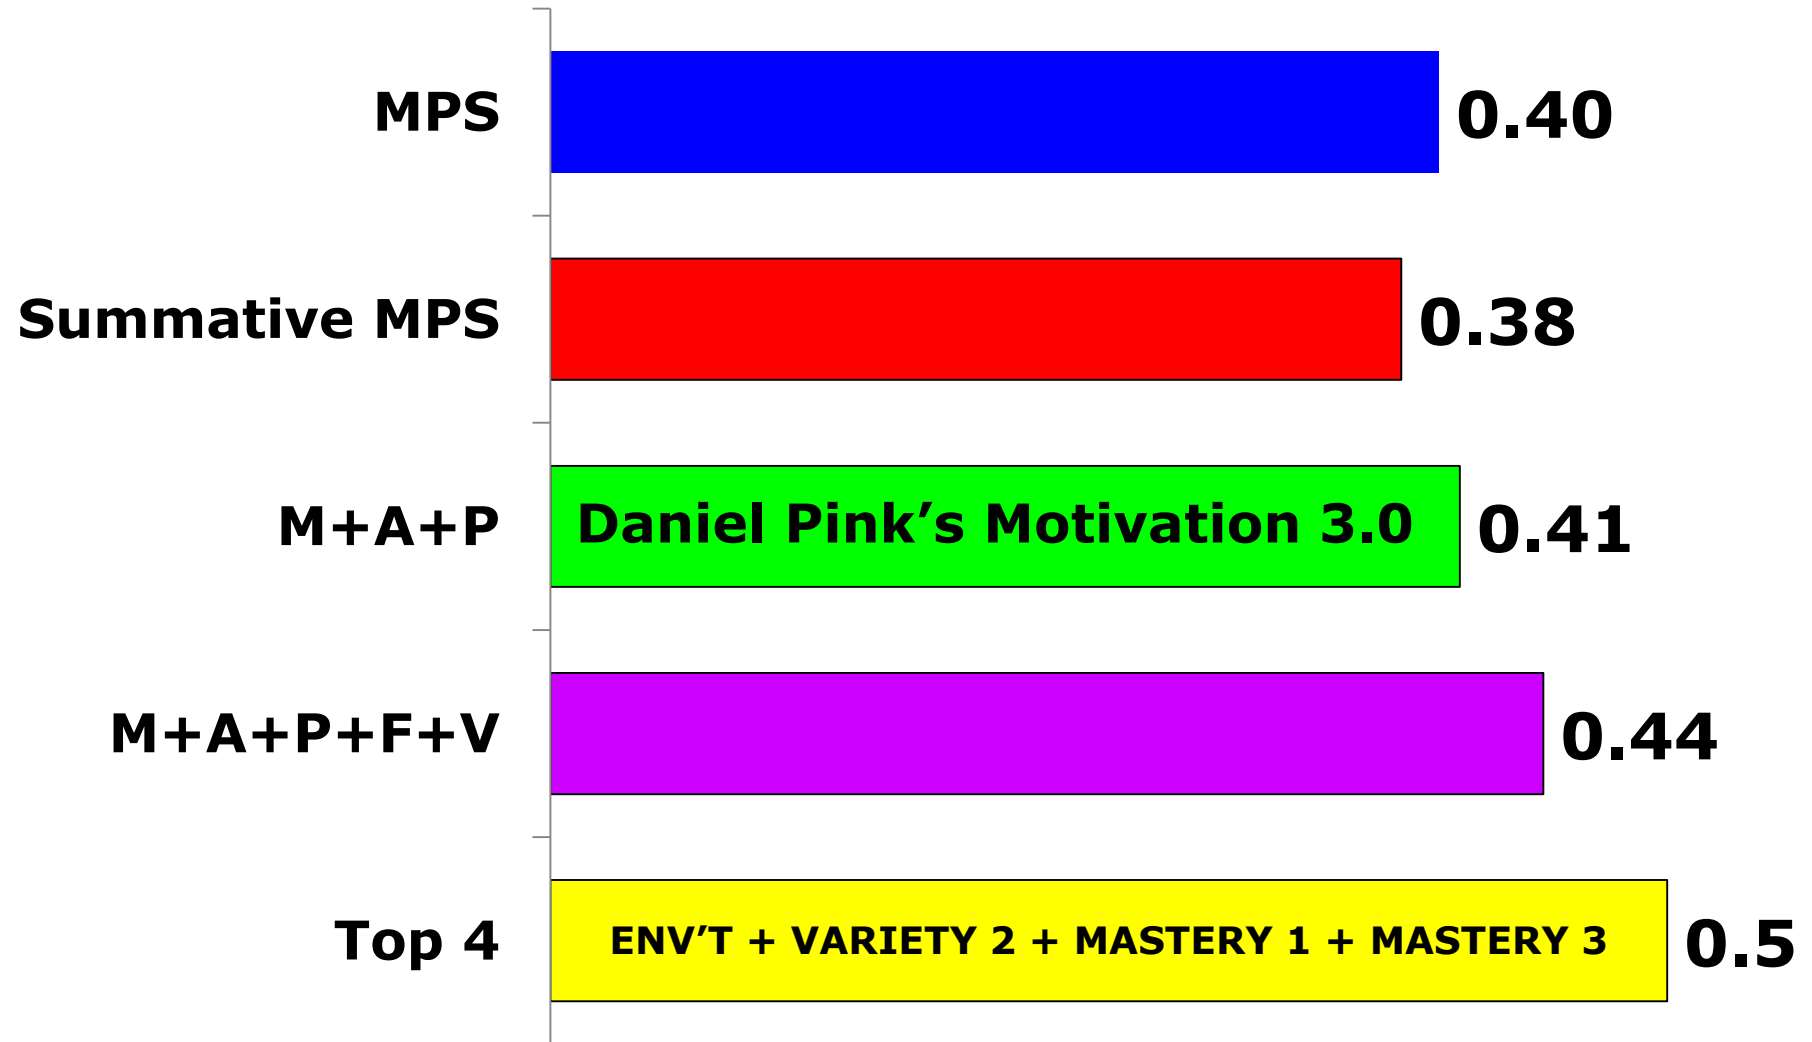 MPS
0.40
Summative MPS
0.38
M+A+P
Daniel Pink’s Motivation 3.0
0.41
M+A+P+F+V
0.44
Top 4
ENV’T + VARIETY 2 + MASTERY 1 + MASTERY 3
0.5